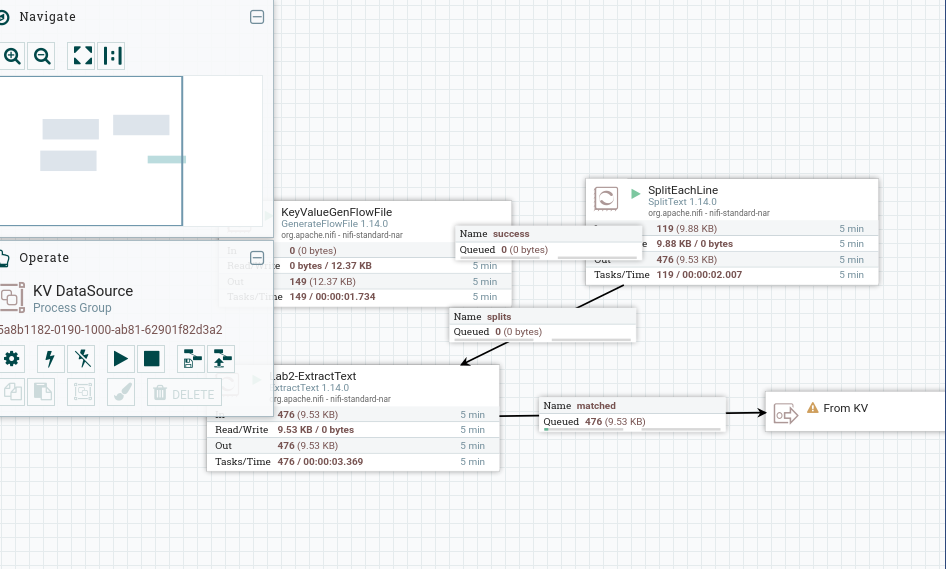 Navigate
Operate
KV DataSource
Process Group
5a8b1182-0190-1000-ab81-62901f82d3a2
DELETE
KeyValueGenFlowFile
GenerateFlowFile 1.14.0
org.apache.nifi - nifi-standard-nar
In 0 (0 bytes) 5 min
Read/Write 0 bytes / 12.37 KB 5 min
Out 149 (12.37 KB) 5 min
Tasks/Time 149 / 00:00:01.734 5 min
Name success
Queued 0 (0 bytes)
SplitEachLine
SplitText 1.14.0
org.apache.nifi - nifi-standard-nar
119 (9.88 KB) 5 min
9.88 KB / 0 bytes 5 min
Out 476 (9.53 KB) 5 min
Tasks/Time 119 / 00:00:02.007 5 min
Name splits
Queued 0 (0 bytes)
Lab2-ExtractText
ExtractText 1.14.0
org.apache.nifi - nifi-standard-nar
In 476 (9.53 KB) 5 min
Read/Write 9.53 KB / 0 bytes 5 min
Out 476 (9.53 KB) 5 min
Tasks/Time 476 / 00:00:03.369 5 min
Name matched
Queued 476 (9.53 KB)
From KV